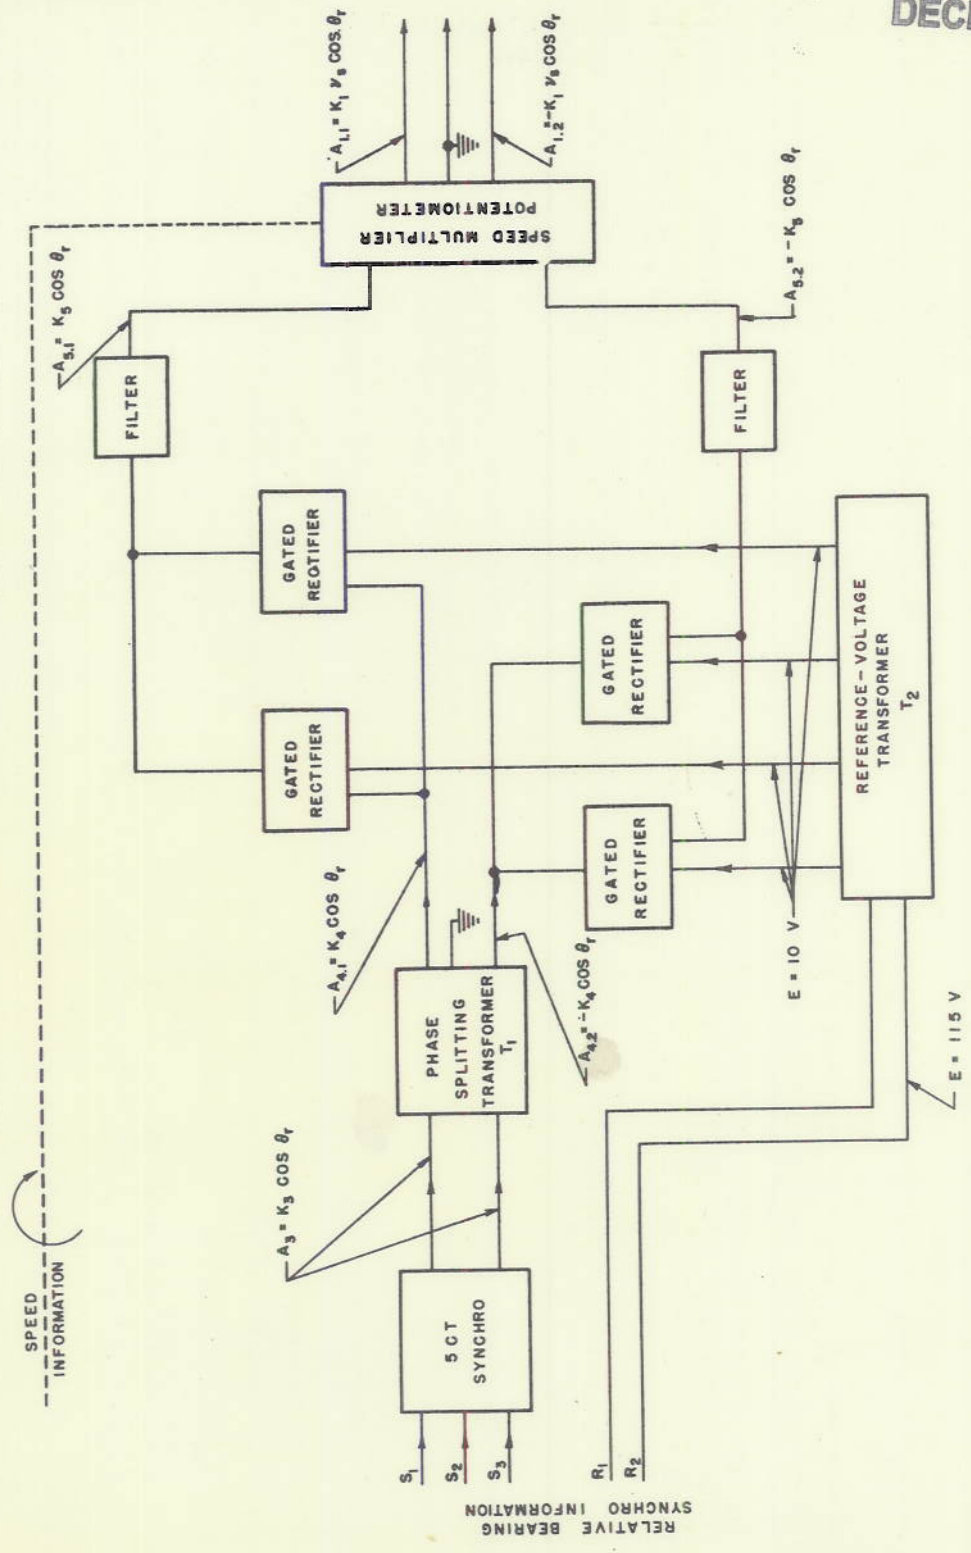 DECL
SPEED
INFORMATION
RELATIVE BEARING
SYNCHRO INFORMATION
S1
S2
S3
R1
R2
5 CT
SYNCHRO
A3 = K3 COS θr
PHASE
SPLITTING
TRANSFORMER
T1
A4.1 = K4 COS θr
A4.2 = -K4 COS θr
GATED
RECTIFIER
GATED
RECTIFIER
GATED
RECTIFIER
GATED
RECTIFIER
E = 10 V
E = 115 V
REFERENCE-VOLTAGE
TRANSFORMER
T2
FILTER
FILTER
A5.1 = K5 COS θr
A5.2 = -K5 COS θr
SPEED MULTIPLIER
POTENTIOMETER
A1.1 = K1 νs COS. θr
A1.2 = -K1 νs COS θr